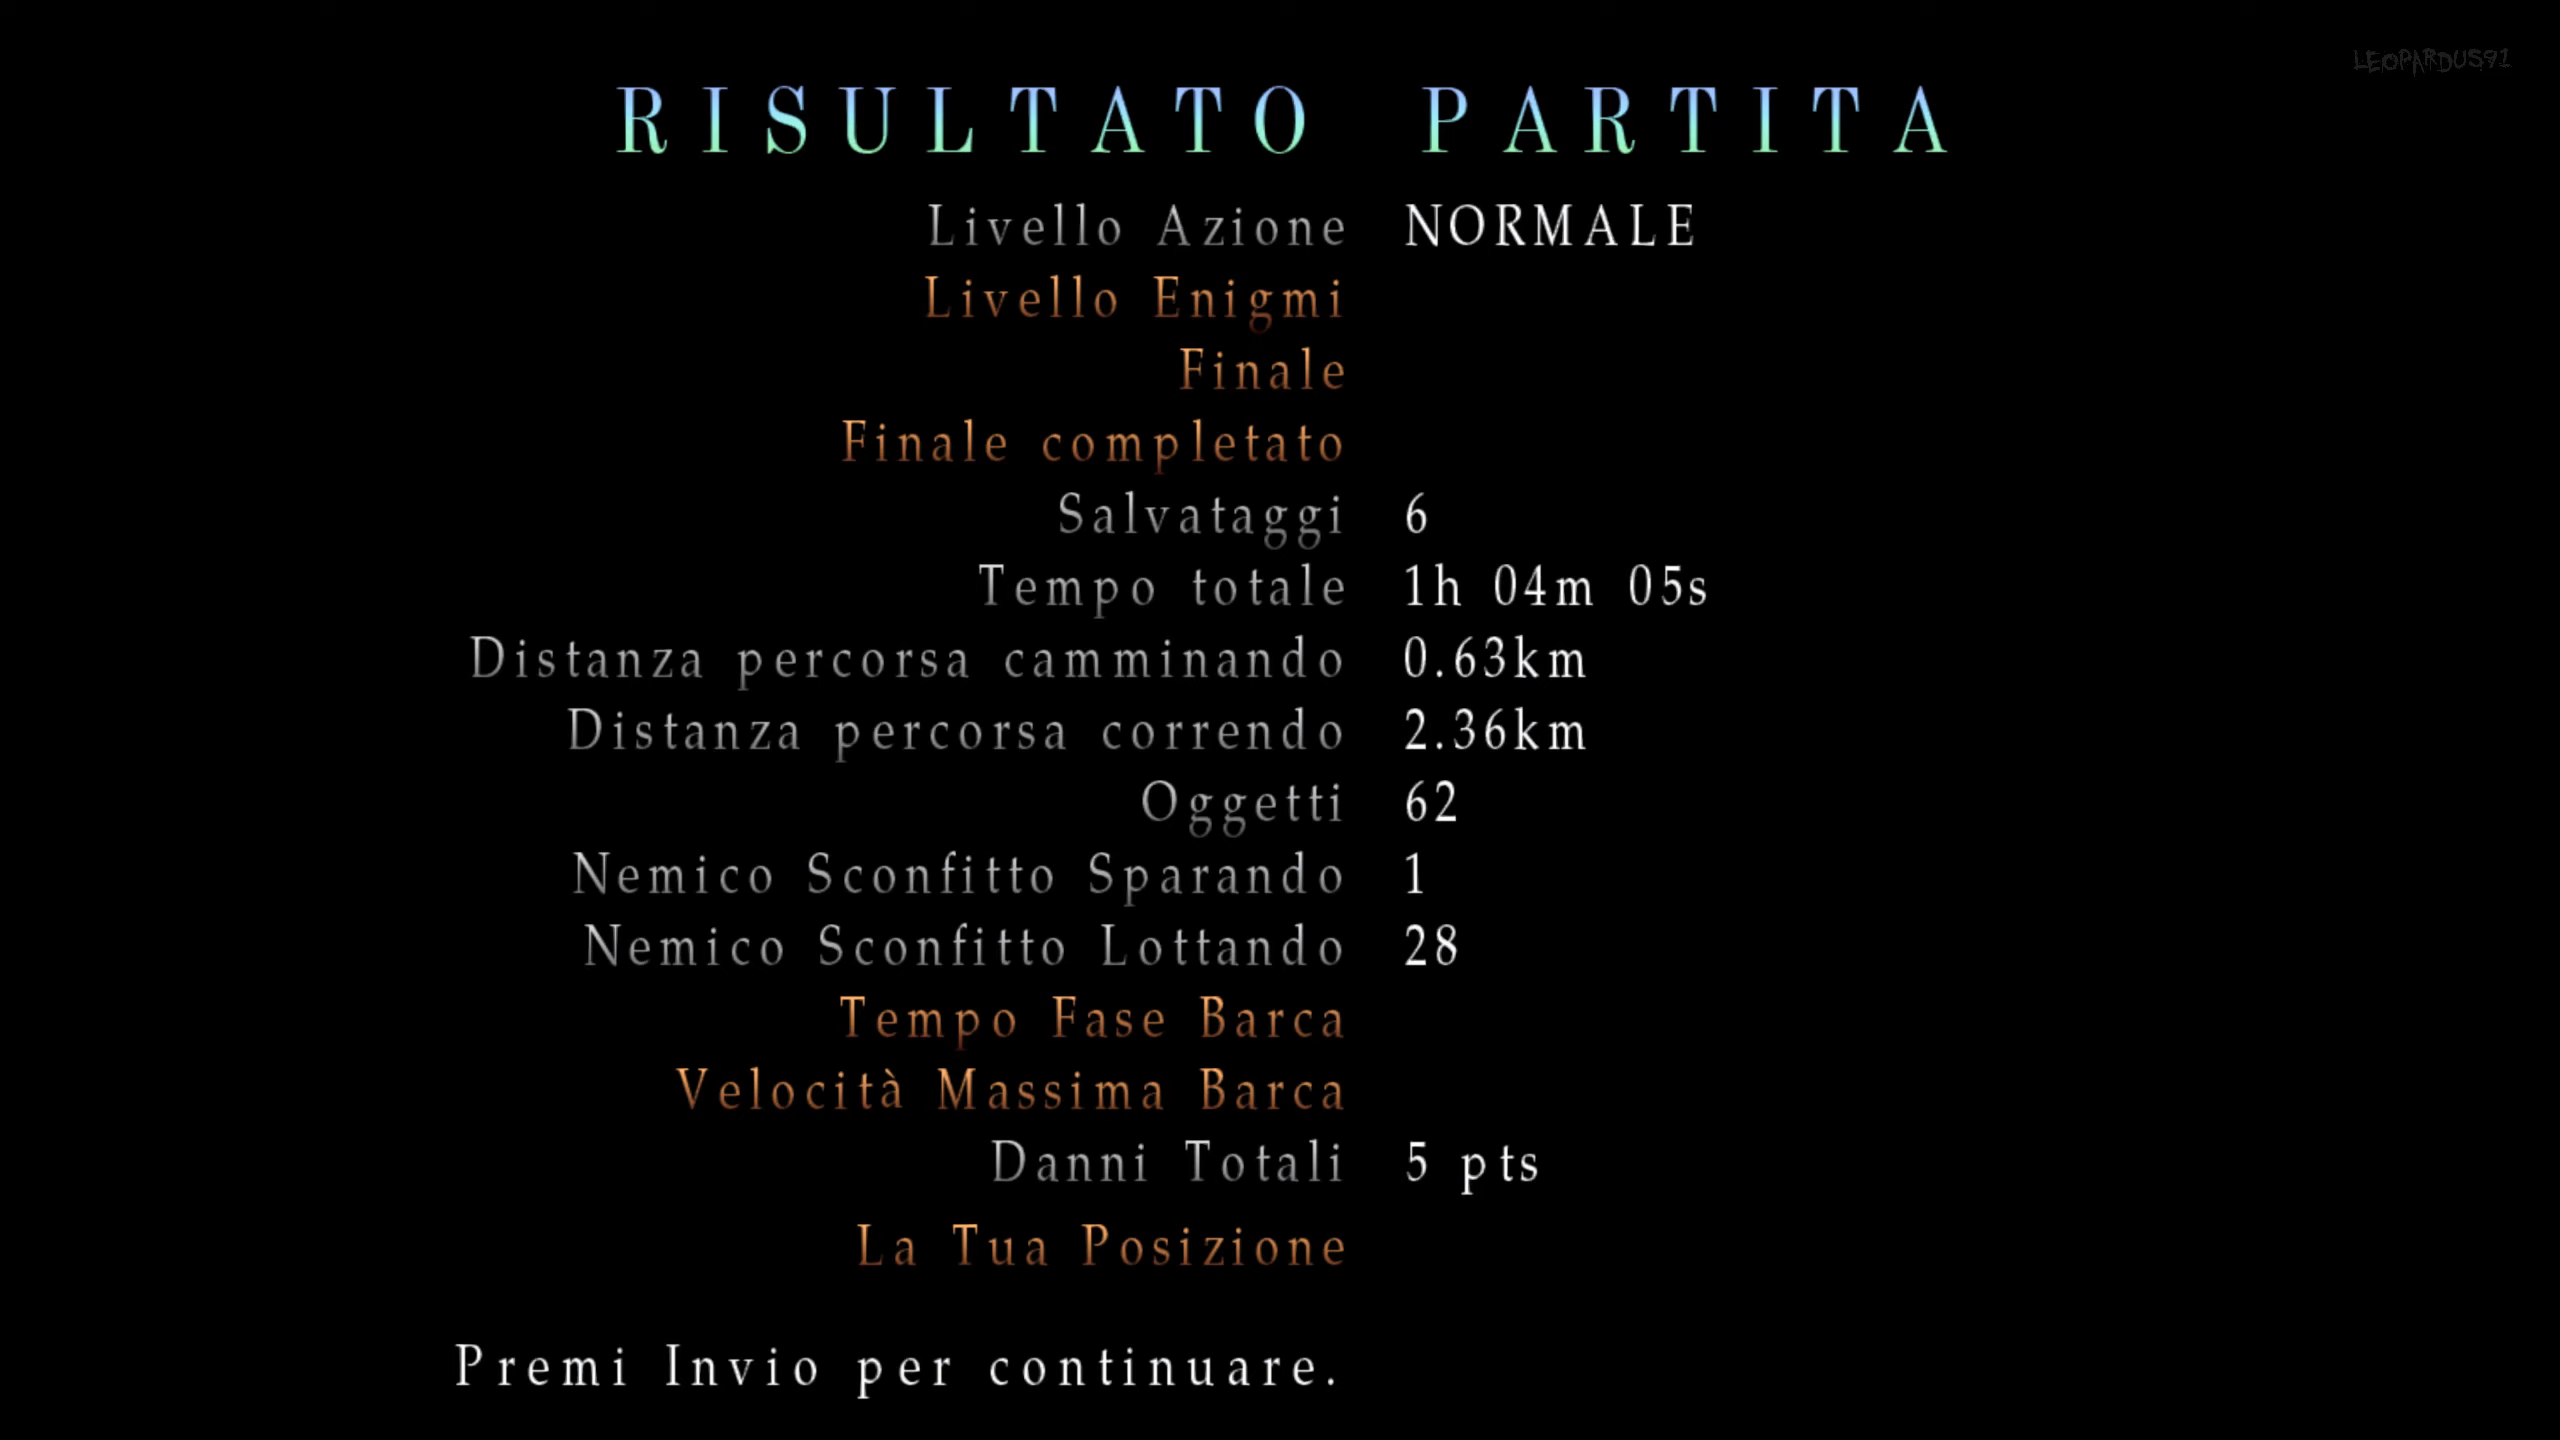 LEOPARDUS91
RISULTATO PARTITA
Livello Azione NORMALE
Livello Enigmi
Finale
Finale completato
Salvataggi 6
Tempo totale 1h 04m 05s
Distanza percorsa camminando 0.63km
Distanza percorsa correndo 2.36km
Oggetti 62
Nemico Sconfitto Sparando 1
Nemico Sconfitto Lottando 28
Tempo Fase Barca
Velocità Massima Barca
Danni Totali 5 pts
La Tua Posizione
Premi Invio per continuare.